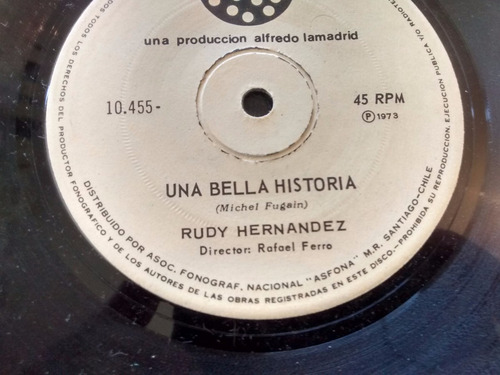 una produccion alfredo lamadrid
10.455-
45 RPM
Ⓟ 1973
UNA BELLA HISTORIA
(Michel Fugain)
RUDY HERNANDEZ
Director: Rafael Ferro
DISTRIBUIDO POR ASOC. FONOGRAF. NACIONAL "ASFONA" M.R. SANTIAGO-CHILE
DOS TODOS LOS DERECHOS DEL PRODUCTOR FONOGRAFICO Y DE LOS AUTORES DE LAS OBRAS REGISTRADAS EN ESTE DISCO.-PROHIBIDA SU REPRODUCCION, EJECUCION PUBLICA Y/O